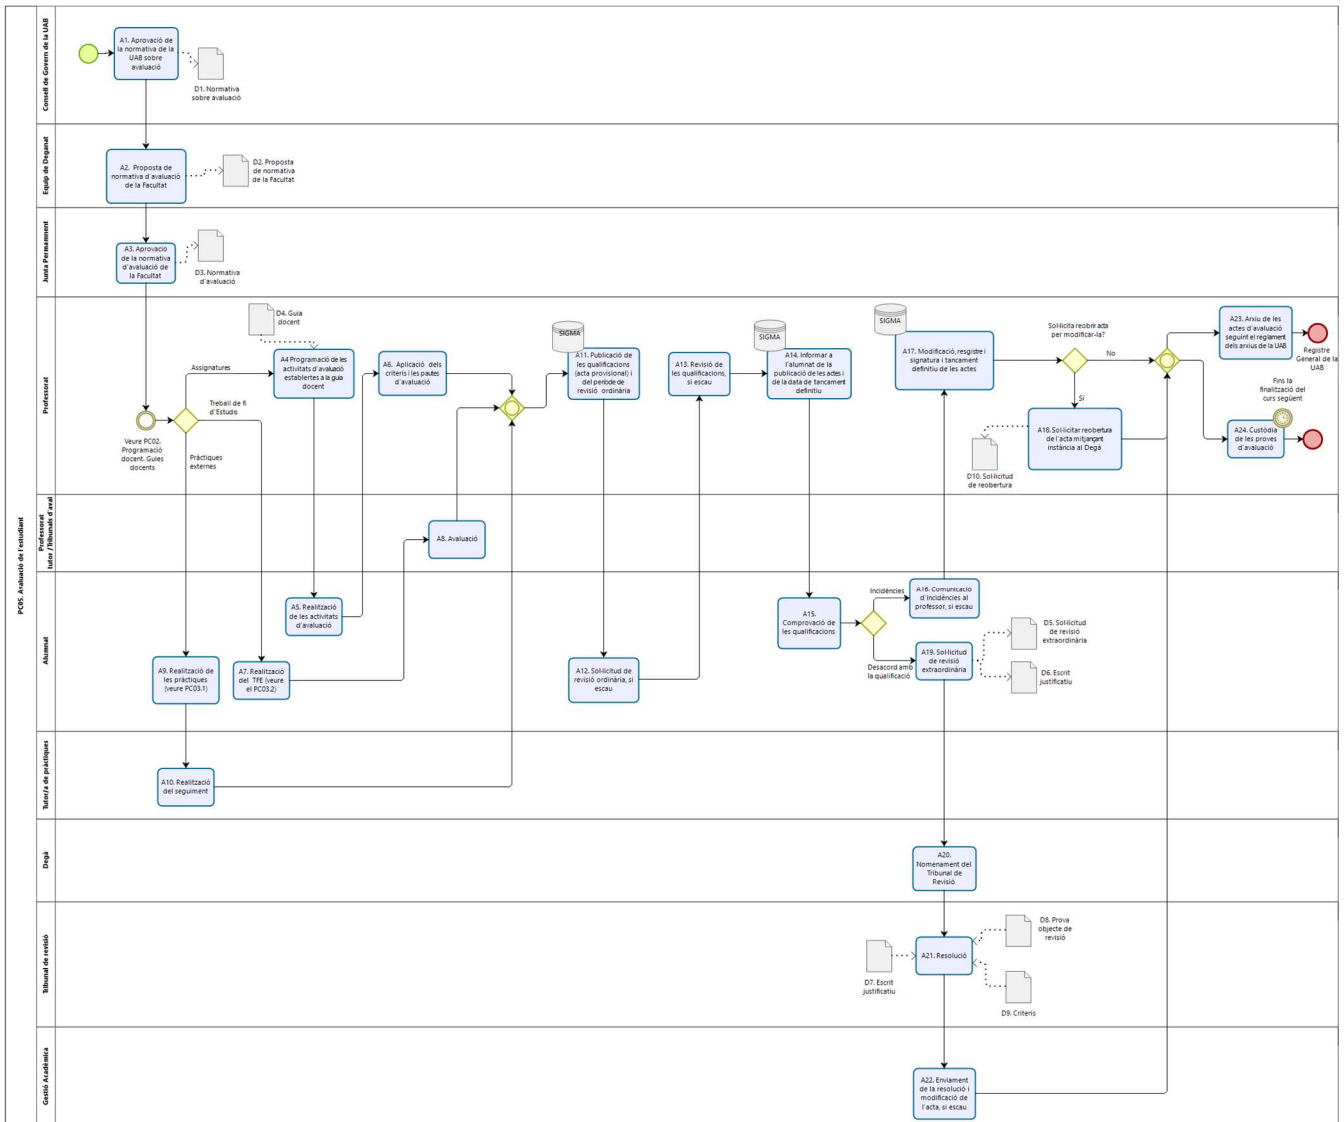 PC05. Avaluació de l'estudiant
Consell de Govern de la UAB
A1. Aprovació de
la normativa de la
UAB sobre
avaluació
D1. Normativa
sobre avaluació
Equip de Deganat
A2. Proposta de
normativa d'avaluació
de la Facultat
D2. Proposta
de normativa
de la Facultat
Junta Permamnent
A3. Aprovació
de la normativa
d'avaluació de
la Facultat
D3. Normativa
d'avaluació
Professorat
Veure PC02.
Programació
docent. Guies
docents
Assignatures
Treball de fi
d'Estudis
Pràctiques
externes
D4. Guia
docent
A4 Programació de les
activitats d'avaluació
establertes a la guia
docent
A6. Aplicació dels
criteris i les pautes
d'avaluació
SIGMA
A11. Publicació de
les qualificacions
(acta provisional) i
del període de
revisió ordinària
A13. Revisió de
les qualificacions,
si escau
SIGMA
A14. Informar a
l'alumnat de la
publicació de les actes i
de la data de tancament
definitiu
SIGMA
A17. Modificació, resgistre i
signatura i tancament
definitiu de les actes
Sol·licita reobrir acta
per modificar-la?
No
Sí
A18. Sol·licitar reobertura
de l'acta mitjançant
instància al Degà
D10. Sol·licitud
de reobertura
A23. Arxiu de les
actes d'avaluació
seguint el reglament
dels arxius de la UAB
Registre
General de la
UAB
Fins la
finalització del
curs següent
A24. Custòdia
de les proves
d'avaluació
Professorat
tutor /Tribunals d'aval
A8. Avaluació
Alumnat
A5. Realització
de les activitats
d'avaluació
A9. Realització de
les pràctiques
(veure PC03.1)
A7. Realització
del TFE (veure
el PC03.2)
A12. Sol·licitud de
revisió ordinària, si
escau
A15.
Comprovació de
les qualificacions
Incidències
Desacord amb
la qualificació
A16. Comunicació
d'incidències al
professor, si escau
A19. Sol·licitud
de revisió
extraordinària
D5. Sol·licitud
de revisió
extraordinària
D6. Escrit
justificatiu
Tutor/a de pràctiques
A10. Realització
del seguiment
Degà
A20.
Nomenament del
Tribunal de
Revisió
Tribunal de revisió
D7. Escrit
justificatiu
A21. Resolució
D8. Prova
objecte de
revisió
D9. Criteris
Gestió Acadèmica
A22. Enviament
de la resolució i
modificació de
l'acta, si escau